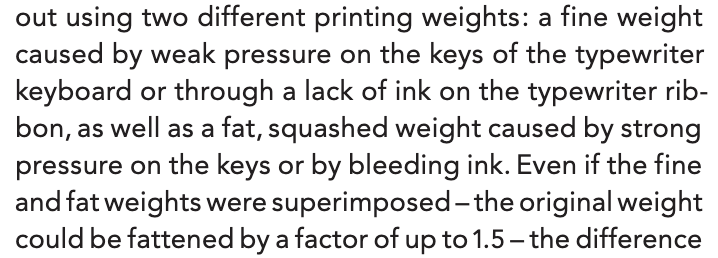 out using two different printing weights: a fine weight
caused by weak pressure on the keys of the typewriter
keyboard or through a lack of ink on the typewriter rib-
bon, as well as a fat, squashed weight caused by strong
pressure on the keys or by bleeding ink. Even if the fine
and fat weights were superimposed – the original weight
could be fattened by a factor of up to 1.5 – the difference